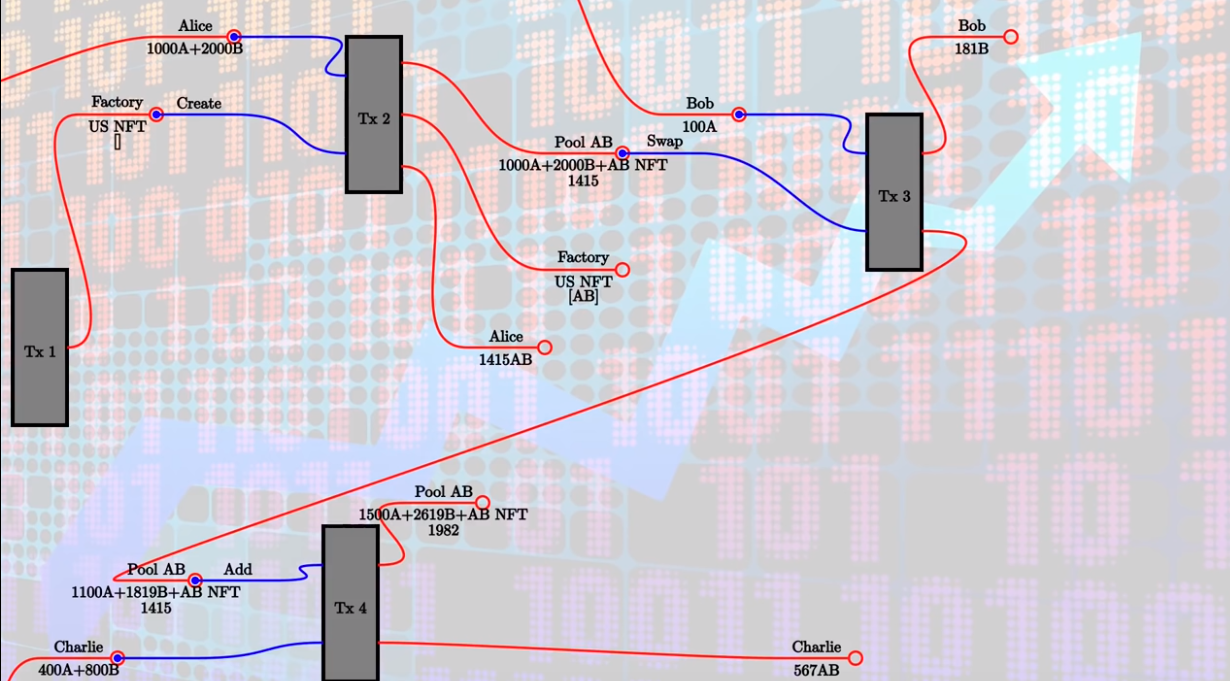 Alice
1000A+2000B
Factory
Create
US NFT
[]
Tx 1
Tx 2
Pool AB
Swap
1000A+2000B+AB NFT
1415
Factory
US NFT
[AB]
Alice
1415AB
Bob
100A
Tx 3
Bob
181B
Pool AB
Add
1100A+1819B+AB NFT
1415
Charlie
400A+800B
Tx 4
Pool AB
1500A+2619B+AB NFT
1982
Charlie
567AB